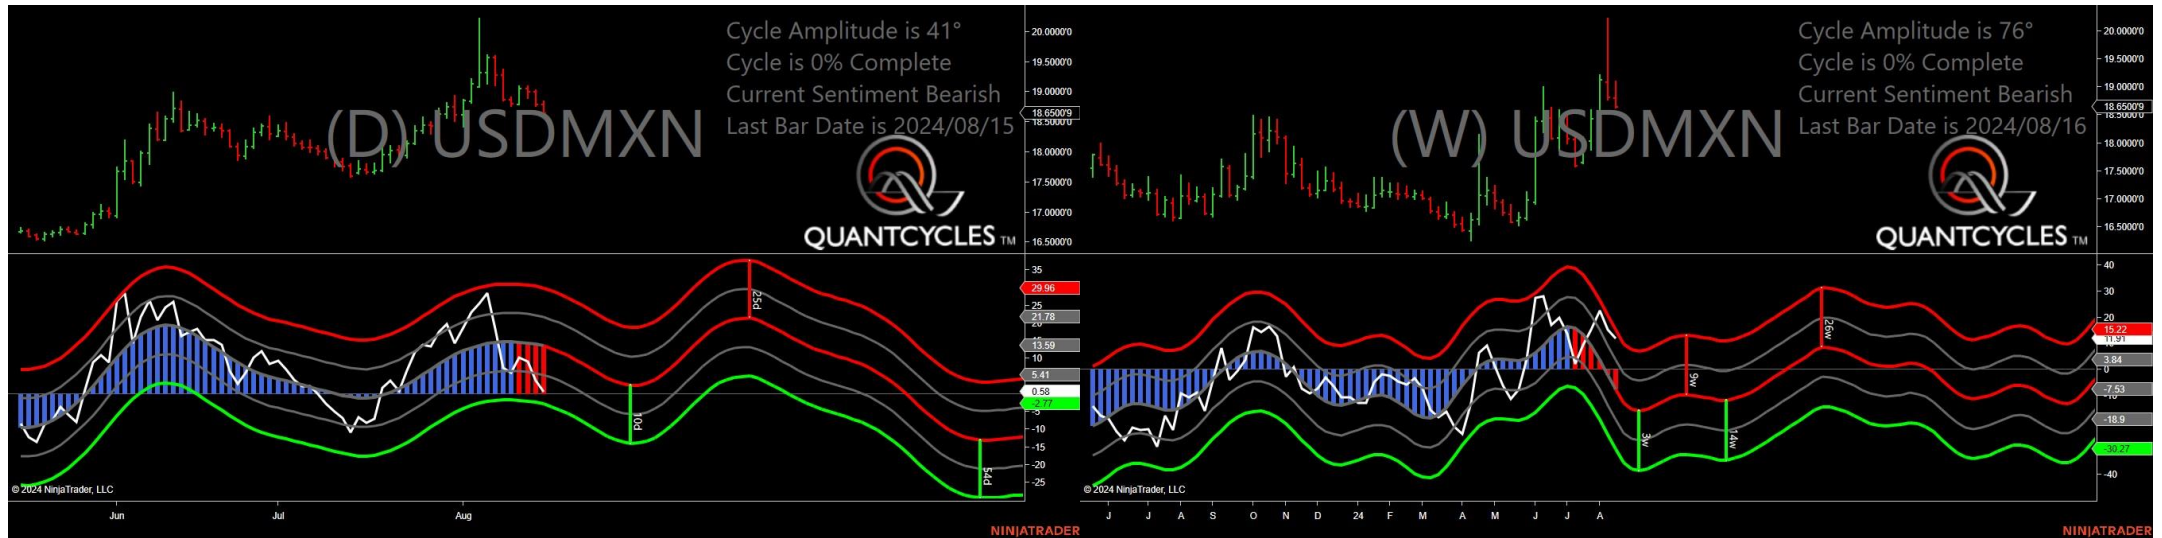 Cycle Amplitude is 41°
Cycle is 0% Complete
Current Sentiment Bearish
Last Bar Date is 2024/08/15
(D) USDMXN
QUANTCYCLES TM
20.0000'0
19.5000'0
19.0000'0
18.6500'9
18.5000'0
18.0000'0
17.5000'0
17.0000'0
16.5000'0
35
29.96
25
21.78
20
13.59
10
5.41
0.58
-2.77
-5
-10
-15
-20
-25
25d
10d
54d
© 2024 NinjaTrader, LLC
Jun Jul Aug
NINJATRADER
Cycle Amplitude is 76°
Cycle is 0% Complete
Current Sentiment Bearish
Last Bar Date is 2024/08/16
(W) USDMXN
QUANTCYCLES TM
20.0000'0
19.5000'0
19.0000'0
18.6500'9
18.5000'0
18.0000'0
17.5000'0
17.0000'0
16.5000'0
40
30
20
15.22
11.91
3.84
0
-7.53
-10
-18.9
-30.27
-40
26w
9w
3w
14w
© 2024 NinjaTrader, LLC
J J A S O N D 24 F M A M J J A
NINJATRADER